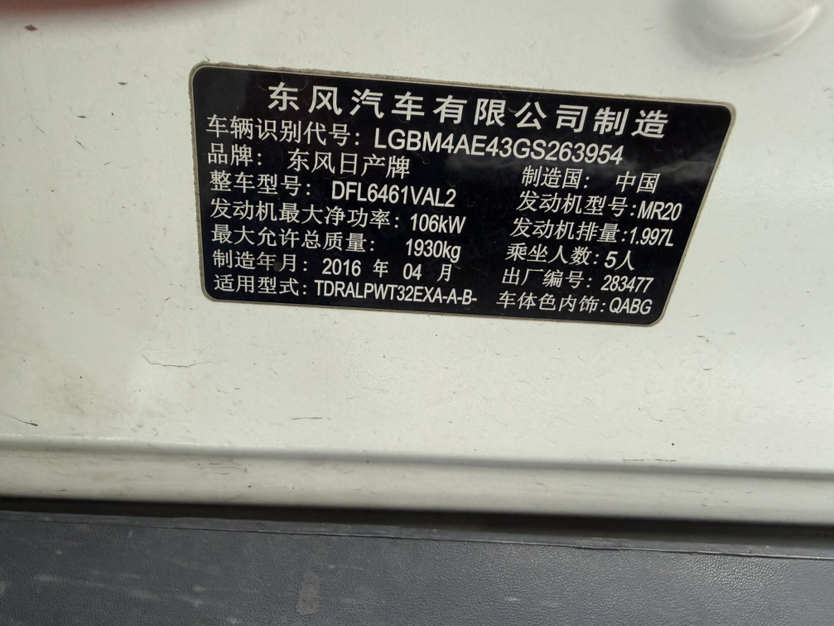 东风汽车有限公司制造
车辆识别代号: LGBM4AE43GS263954
品牌: 东风日产牌 制造国: 中国
整车型号: DFL6461VAL2 发动机型号:MR20
发动机最大净功率: 106kW 发动机排量:1.997L
最大允许总质量: 1930kg 乘坐人数:5人
制造年月: 2016 年 04 月 出厂编号: 283477
适用型式: TDRALPWT32EXA-A-B- 车体色内饰:QABG